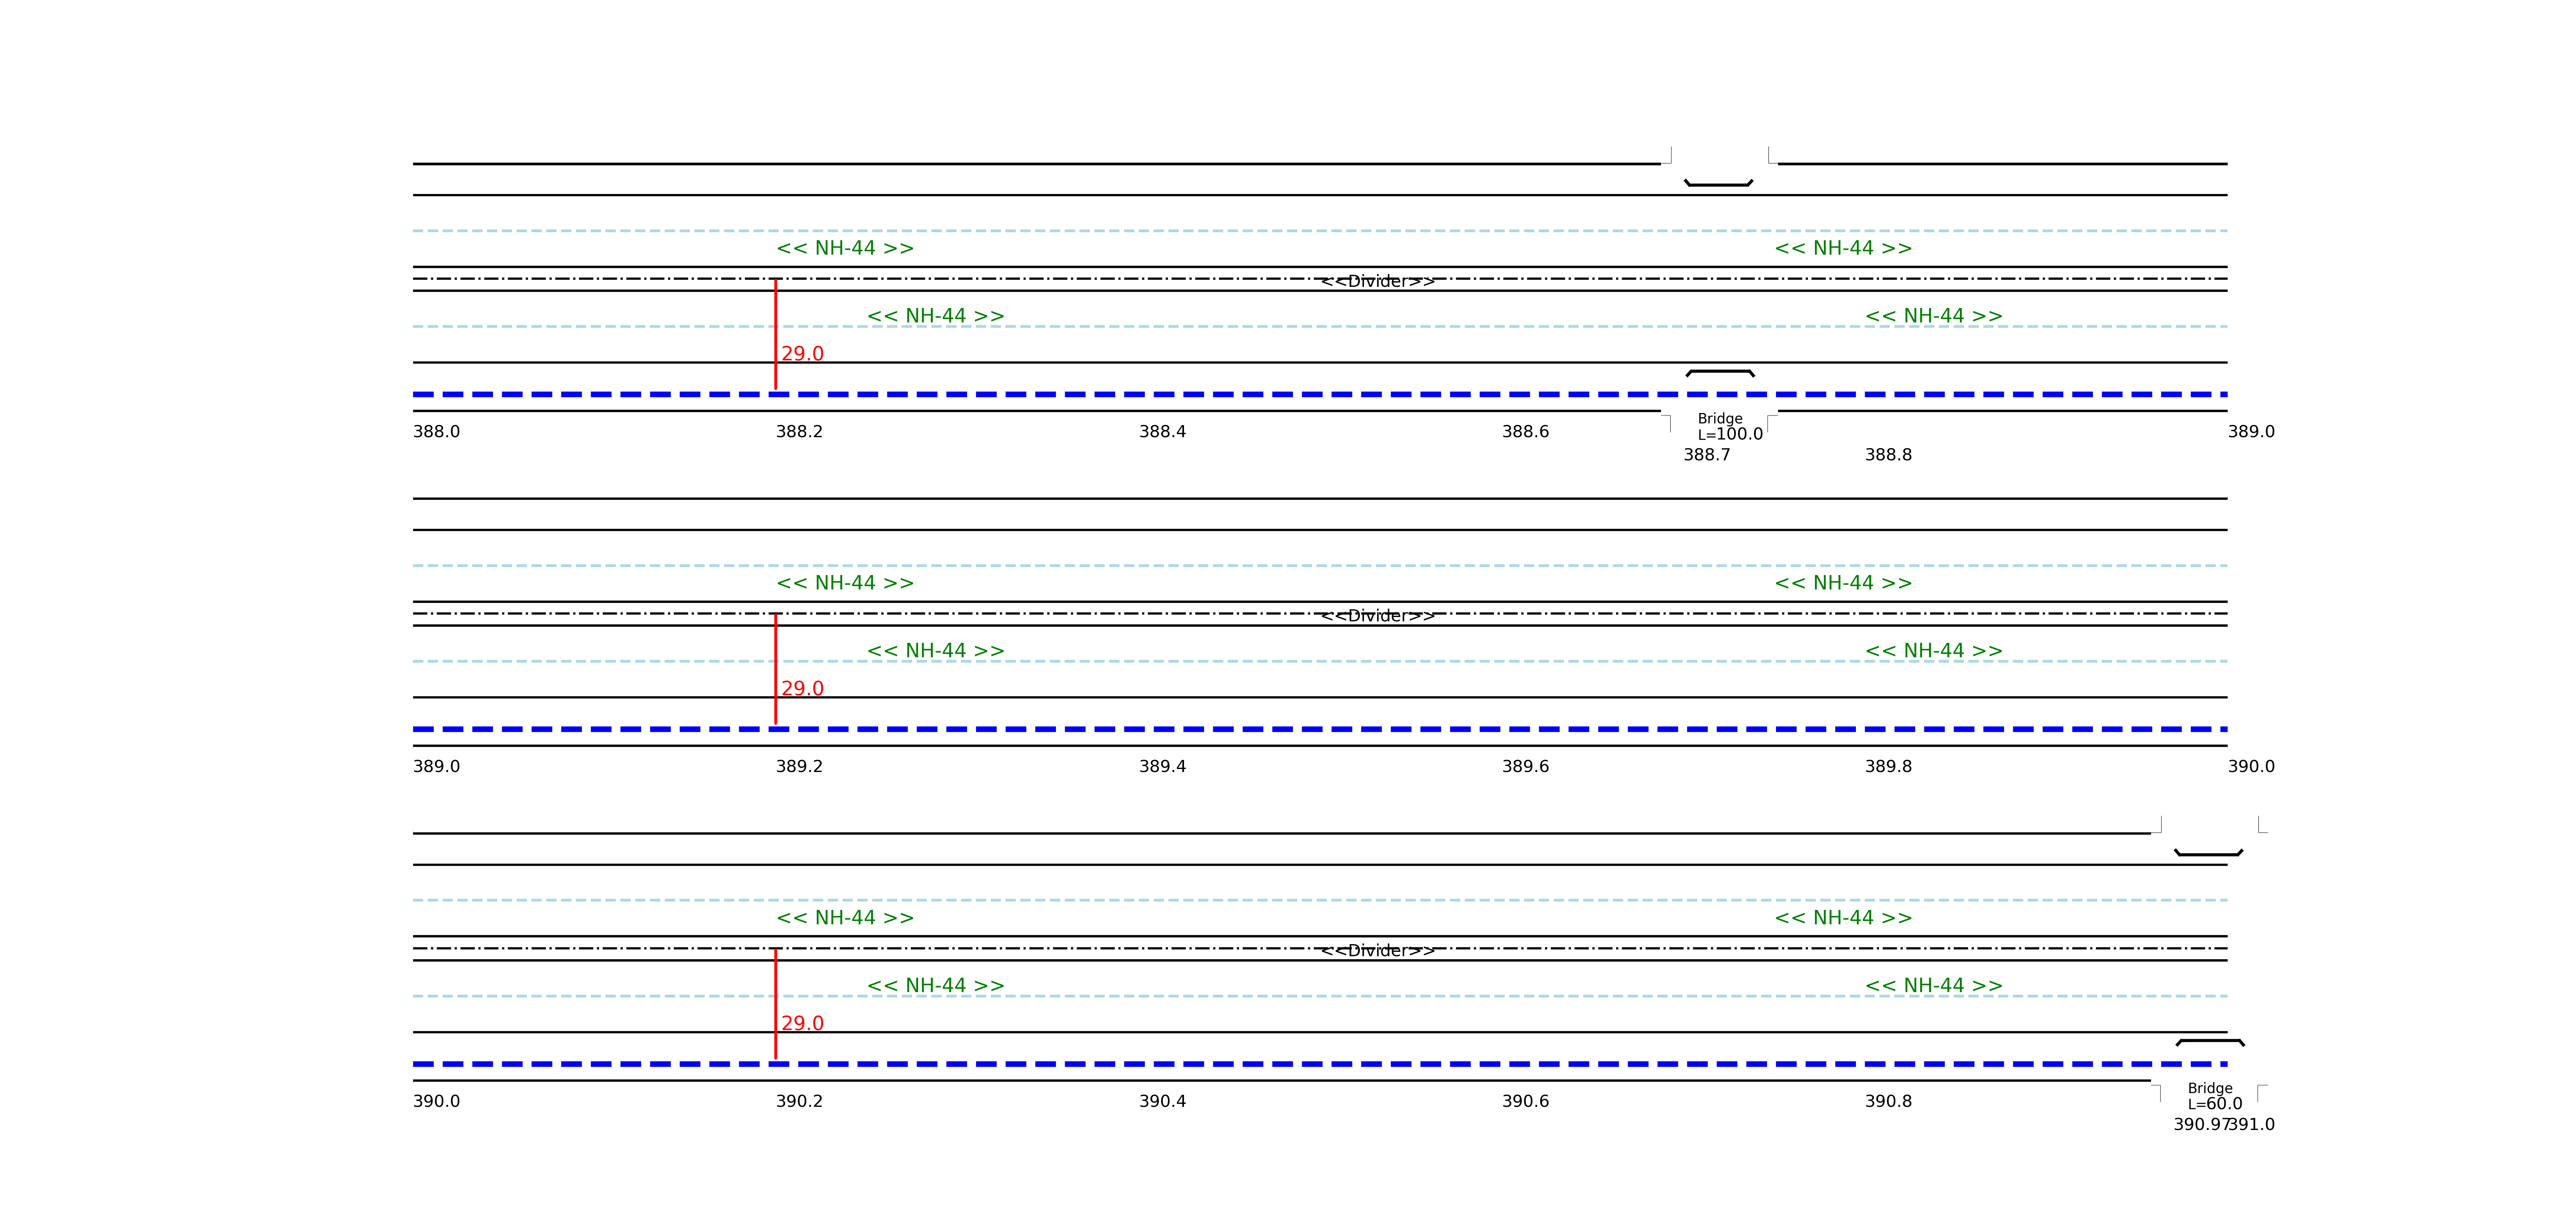 << NH-44 >> << NH-44 >>
<<Divider>>
<< NH-44 >> << NH-44 >>
29.0
Bridge
388.0 388.2 388.4 388.6 L=100.0 389.0
388.7 388.8
<< NH-44 >> << NH-44 >>
<<Divider>>
<< NH-44 >> << NH-44 >>
29.0
389.0 389.2 389.4 389.6 389.8 390.0
<< NH-44 >> << NH-44 >>
<<Divider>>
<< NH-44 >> << NH-44 >>
29.0
Bridge
390.0 390.2 390.4 390.6 390.8 L=60.0
390.97 391.0